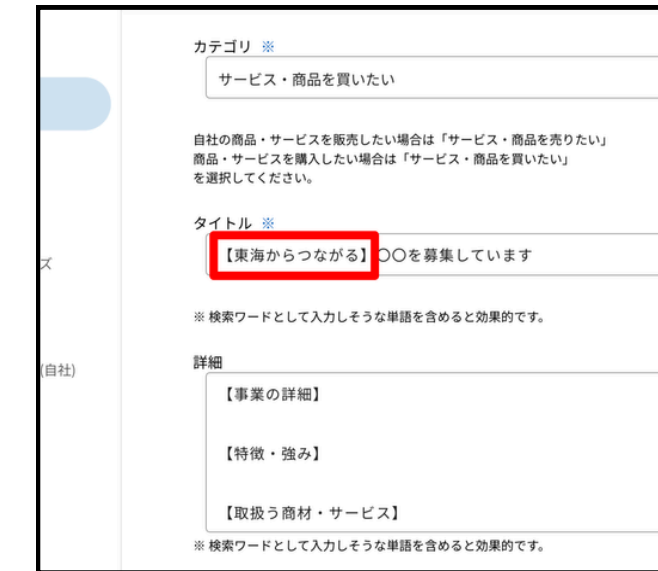 カテゴリ ※
サービス・商品を買いたい
自社の商品・サービスを販売したい場合は「サービス・商品を売りたい」
商品・サービスを購入したい場合は「サービス・商品を買いたい」
を選択してください。
タイトル ※
【東海からつながる】〇〇を募集しています
ズ
※ 検索ワードとして入力しそうな単語を含めると効果的です。
(自社)
詳細
【事業の詳細】
【特徴・強み】
【取扱う商材・サービス】
※ 検索ワードとして入力しそうな単語を含めると効果的です。